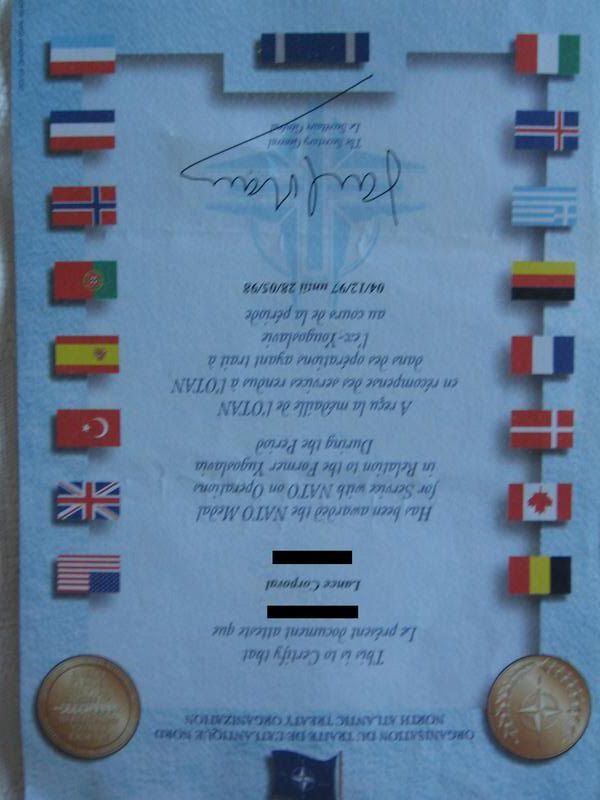 ORGANISATION DU TRAITE DE L'ATLANTIQUE NORD
NORTH ATLANTIC TREATY ORGANIZATION
This is to Certify that
Le présent document atteste que
Lance Corporal
Has been awarded the NATO Medal
for Service with NATO on Operations
in Relation to the Former Yugoslavia
During the Period
A reçu la médaille de l'OTAN
en récompense des services rendus à l'OTAN
dans des opérations ayant trait à
l'ex-Yougoslavie
au cours de la période
04/12/97 until 28/05/98
The Secretary General
Le Secrétaire Général